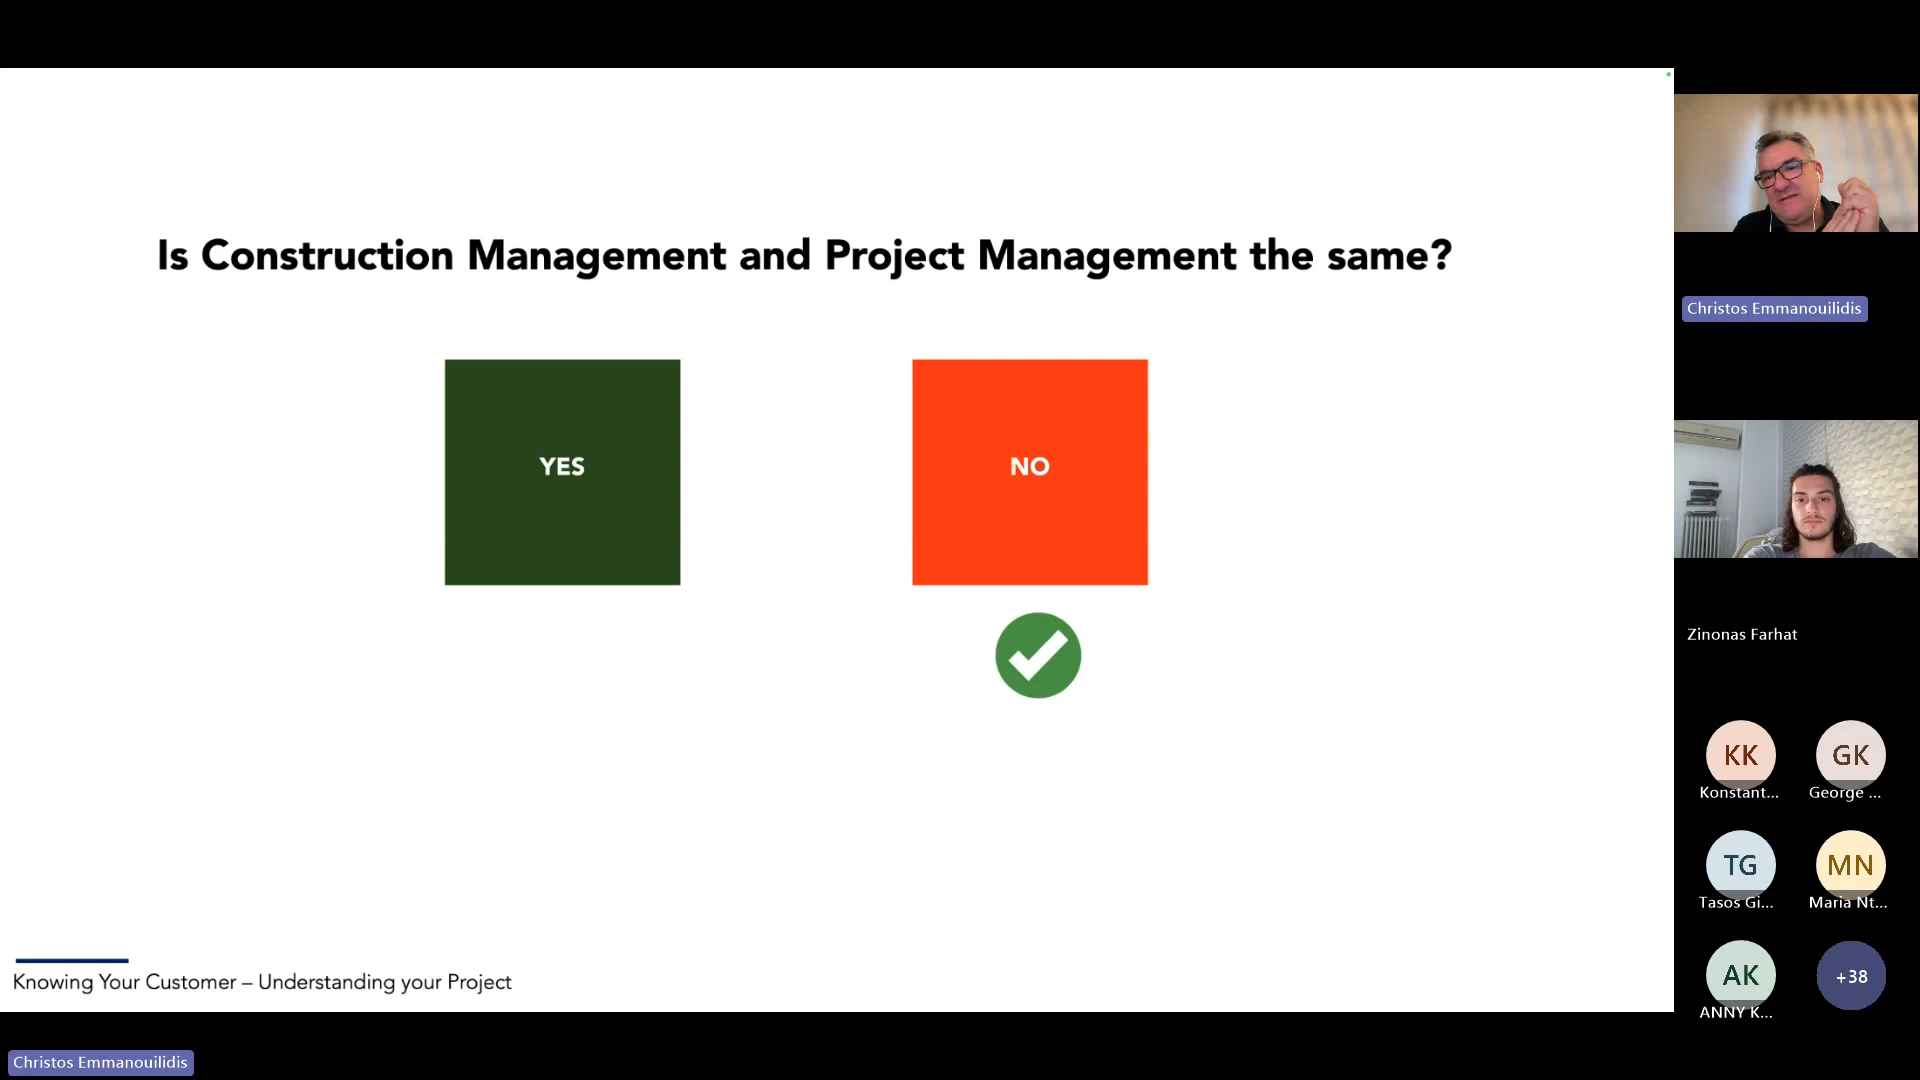 Is Construction Management and Project Management the same?
YES
NO
Knowing Your Customer – Understanding your Project
Christos Emmanouilidis
Christos Emmanouilidis
Zinonas Farhat
KK
GK
Konstant...
George ...
TG
MN
Tasos Gi...
Maria Nt...
AK
+38
ANNY K...